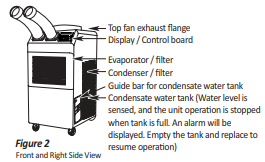 Top fan exhaust flange
Display / Control board
Evaporator / filter
Condenser / filter
Guide bar for condensate water tank
Condensate water tank (Water level is
sensed, and the unit operation is stopped
when tank is full. An alarm will be
displayed. Empty the tank and replace to
resume operation)
Figure 2
Front and Right Side View